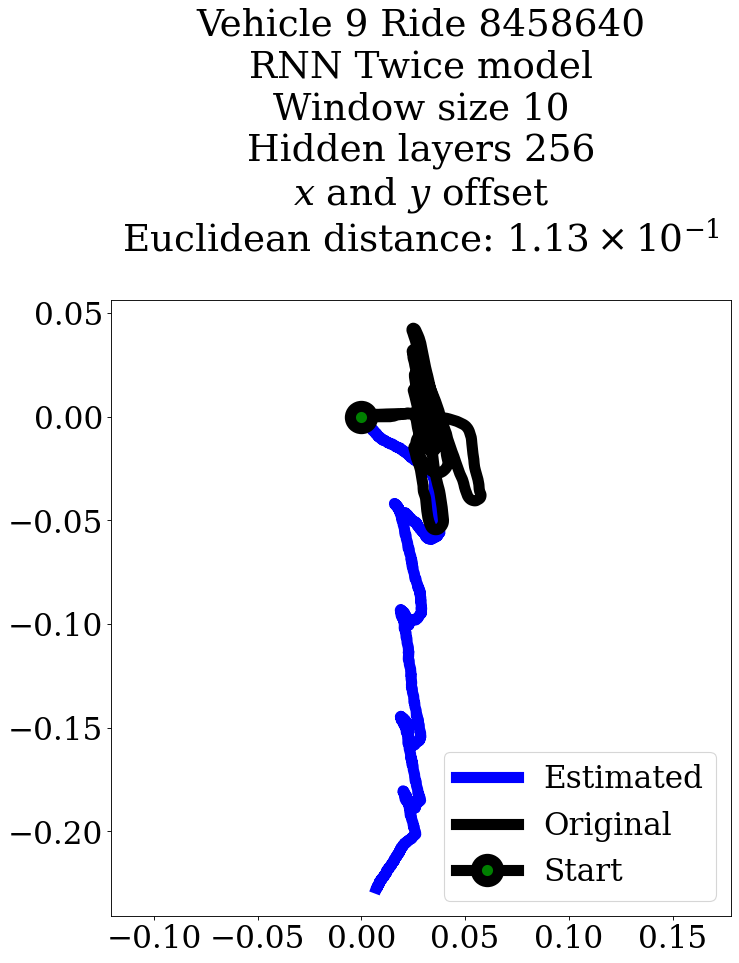 Vehicle 9 Ride 8458640
RNN Twice model
Window size 10
Hidden layers 256
x and y offset
Euclidean distance: 1.13 × 10⁻¹
0.05
0.00
−0.05
−0.10
−0.15
−0.20
Estimated
Original
Start
−0.10 −0.05 0.00 0.05 0.10 0.15